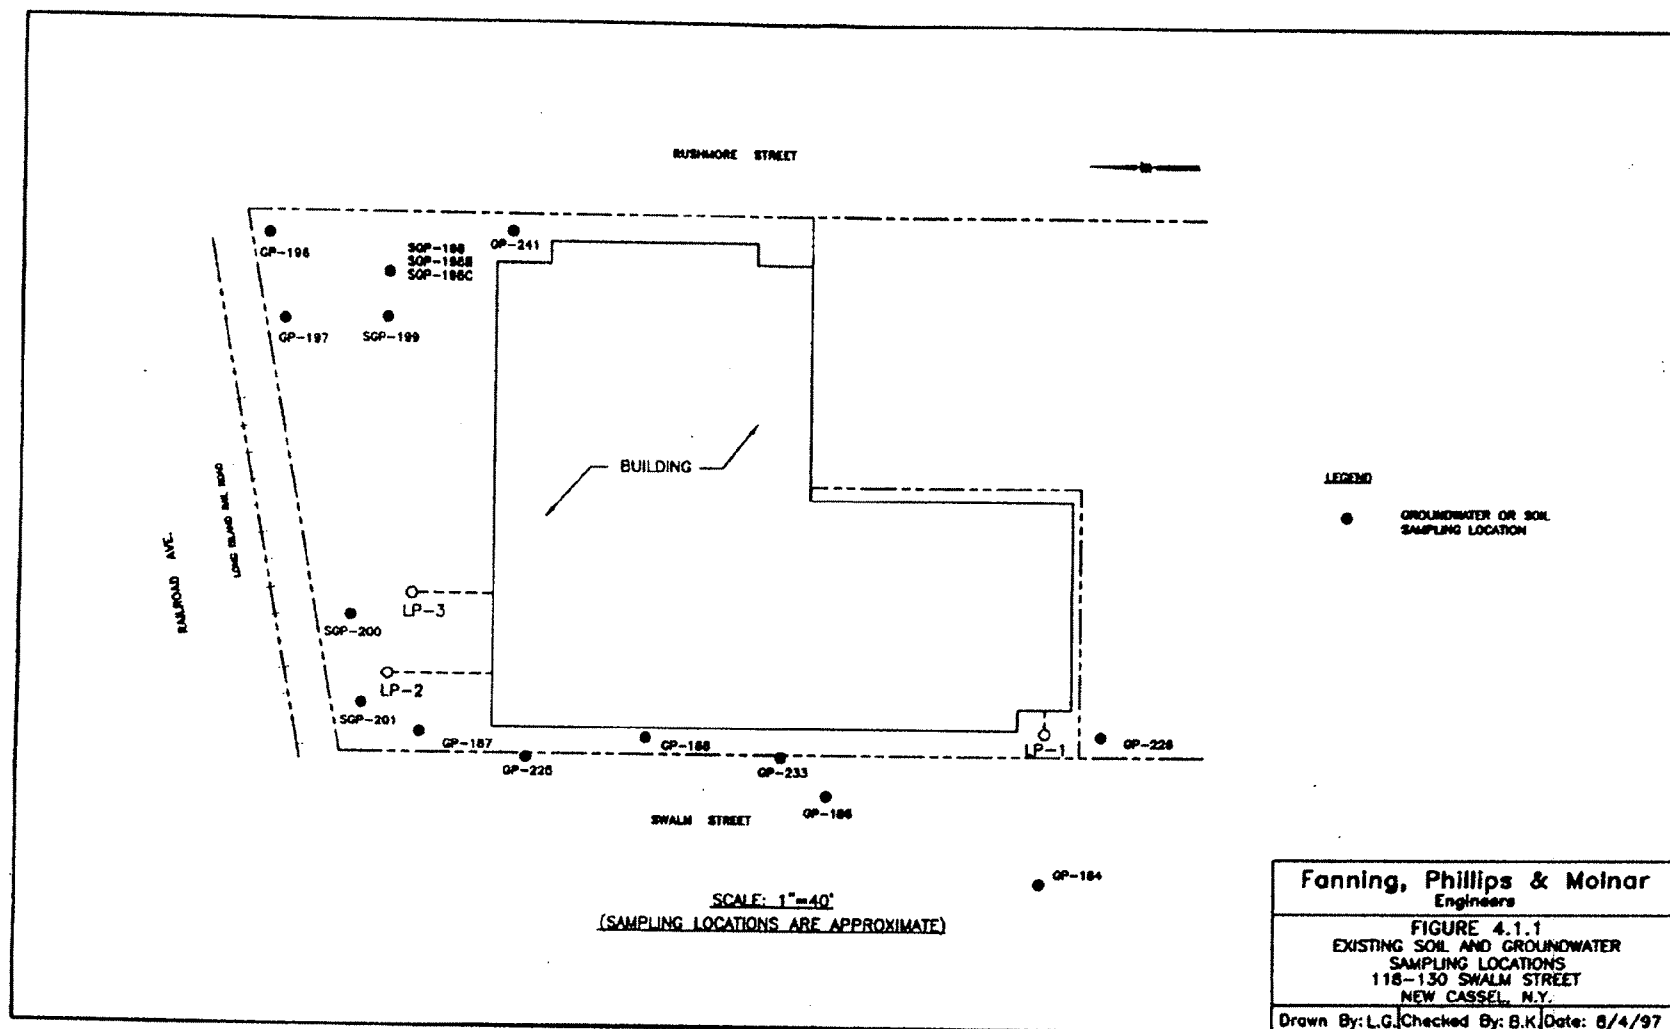 RUSHMORE STREET
N
GP-196
SGP-198
SGP-198B
SGP-198C
GP-241
GP-197
SGP-199
BUILDING
LEGEND
GROUNDWATER OR SOIL
SAMPLING LOCATION
LONG ISLAND RAIL ROAD
RAILROAD AVE.
LP-3
SGP-200
LP-2
SGP-201
GP-187
GP-188
LP-1
GP-233
SWALM STREET
GP-186
GP-184
SCALE: 1"=40'
(SAMPLING LOCATIONS ARE APPROXIMATE)
Fanning, Phillips & Molnar
Engineers
FIGURE 4.1.1
EXISTING SOIL AND GROUNDWATER
SAMPLING LOCATIONS
118-130 SWALM STREET
NEW CASSEL, N.Y.
Drawn By: L.G. Checked By: B.K. Date: 8/4/97